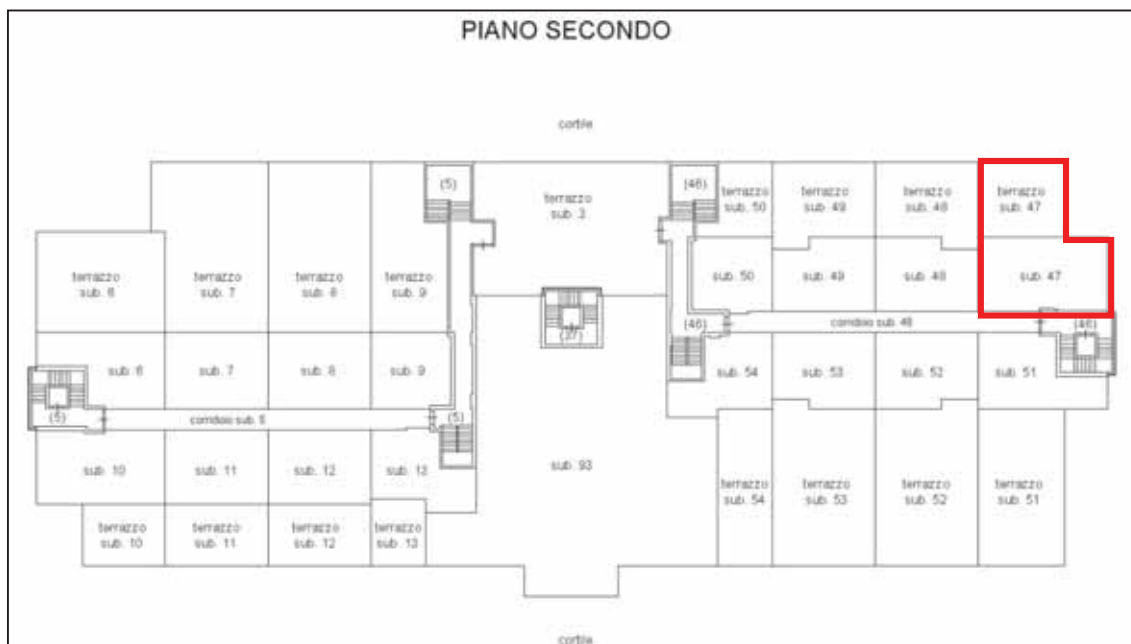 PIANO SECONDO
cortile
(5)
(46)
terrazzo
sub. 3
terrazzo
sub. 50
terrazzo
sub. 49
terrazzo
sub. 48
terrazzo
sub. 47
terrazzo
sub. 6
terrazzo
sub. 7
terrazzo
sub. 8
terrazzo
sub. 9
sub. 50
sub. 49
sub. 48
sub. 47
(37)
(46)
corridoio sub. 46
(46)
sub. 6
sub. 7
sub. 8
sub. 9
sub. 54
sub. 53
sub. 52
sub. 51
(5)
corridoio sub. 5
(5)
sub. 10
sub. 11
sub. 12
sub. 13
sub. 93
terrazzo
sub. 54
terrazzo
sub. 53
terrazzo
sub. 52
terrazzo
sub. 51
terrazzo
sub. 10
terrazzo
sub. 11
terrazzo
sub. 12
terrazzo
sub. 13
cortile